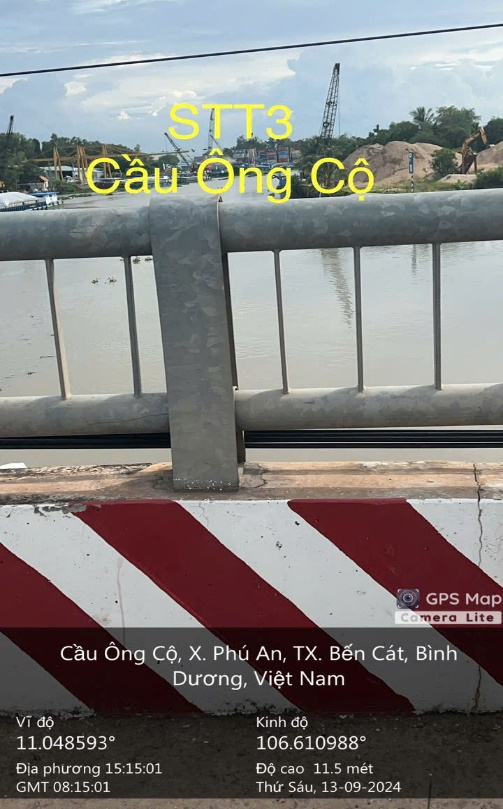 STT3
Cầu Ông Cộ
GPS Map
Camera Lite
Cầu Ông Cộ, X. Phú An, TX. Bến Cát, Bình
Dương, Việt Nam
Vĩ độ
11.048593°
Kinh độ
106.610988°
Địa phương 15:15:01
GMT 08:15:01
Độ cao 11.5 mét
Thứ Sáu, 13-09-2024